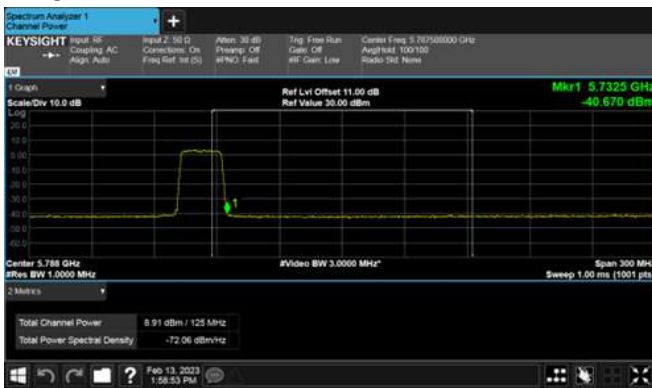 Spectrum Analyzer 1
Channel Power
+
KEYSIGHT Input: RF Input Z: 50 Ω Atten: 30 dB Trig: Free Run Center Freq: 5.787500000 GHz
Coupling: AC Corrections: On Preamp: Off Gate: Off Avg|Hold: 100/100
Align: Auto Freq Ref: Int (S) #PNO: Fast #IF Gain: Low Radio Std: None
1 Graph
Ref Lvl Offset 11.00 dB
Mkr1 5.7325 GHz
Scale/Div 10.0 dB
Ref Value 30.00 dBm
-40.670 dBm
Log
20.0
10.0
0.00
-10.0
-20.0
-30.0
-40.0
-50.0
-60.0
1
Center 5.788 GHz
#Video BW 3.0000 MHz*
Span 300 MH
#Res BW 1.0000 MHz
Sweep 1.00 ms (1001 pts
2 Metrics
Total Channel Power 8.91 dBm / 125 MHz
Total Power Spectral Density -72.06 dBm/Hz
?
Feb 13, 2023
1:58:53 PM